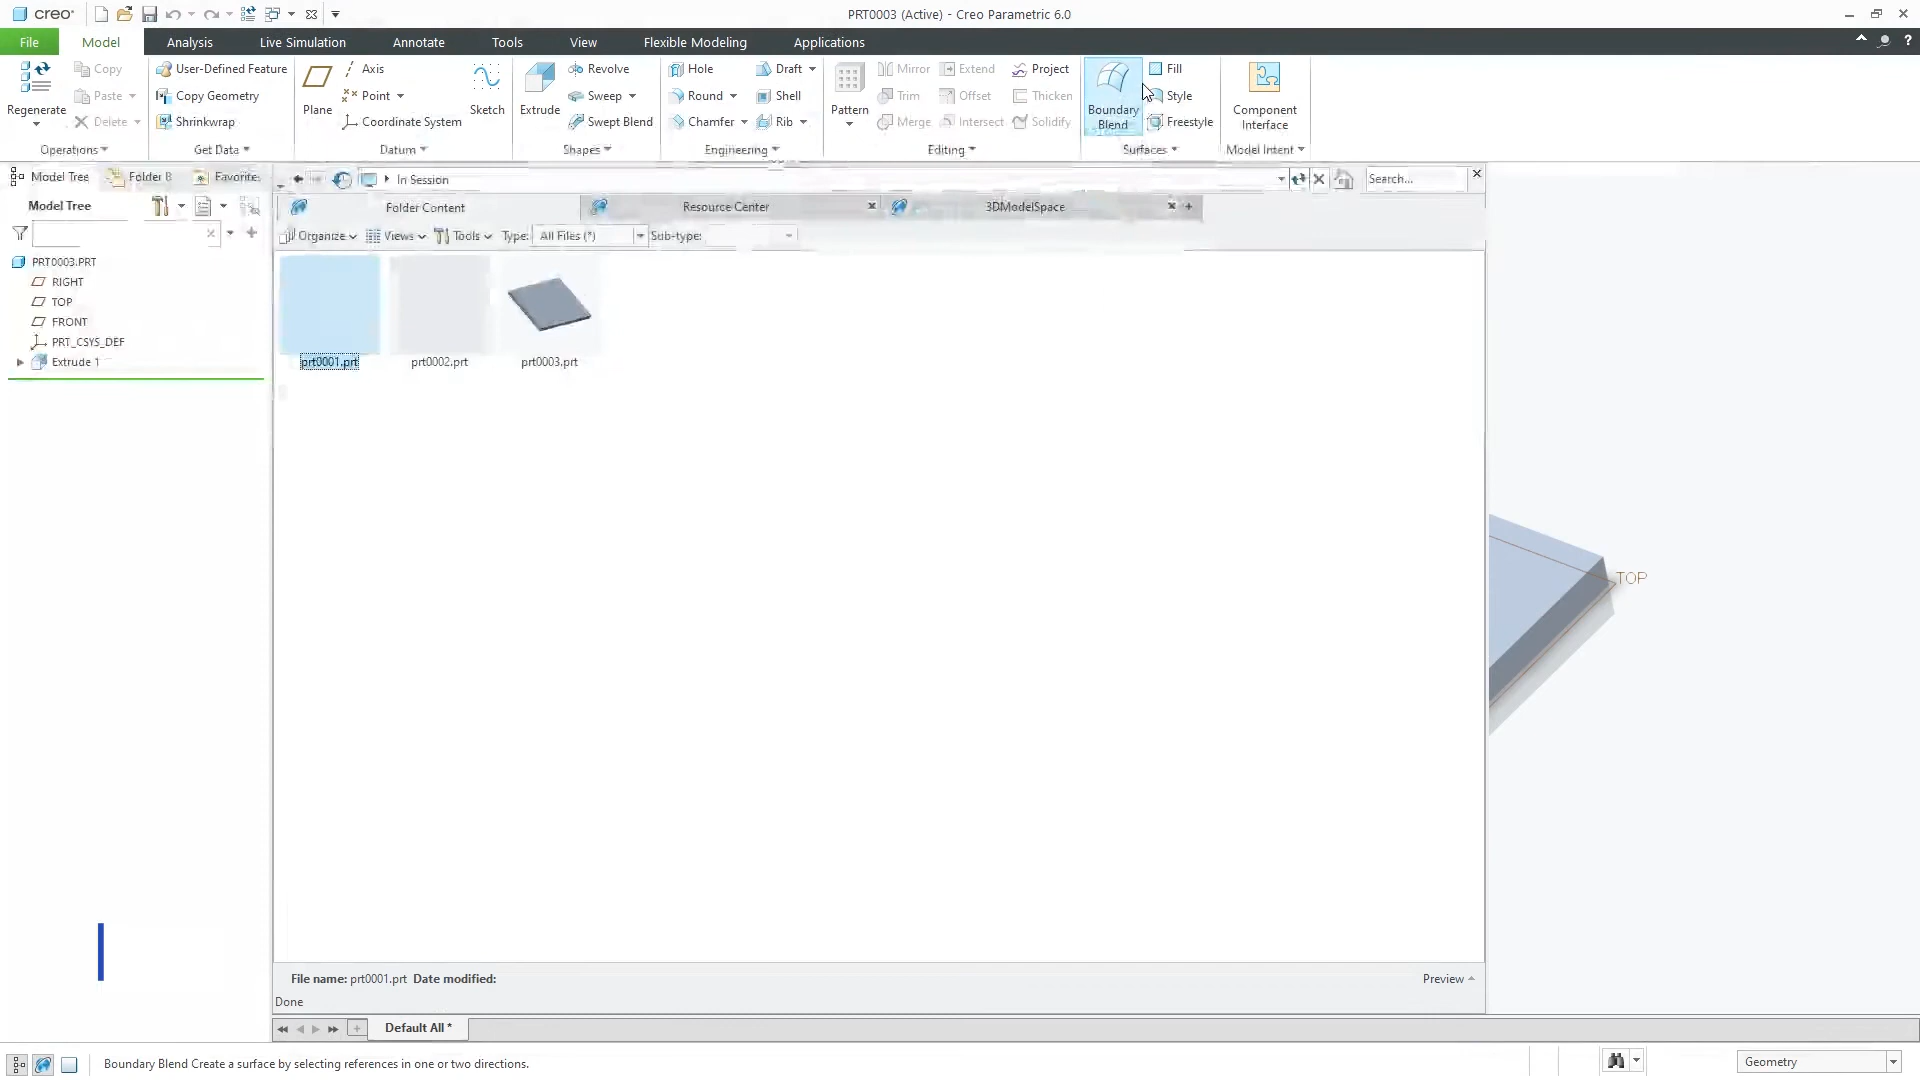 creo
PRT0003 (Active) - Creo Parametric 6.0
File Model Analysis Live Simulation Annotate Tools View Flexible Modeling Applications
Regenerate Copy Paste Delete
Operations
User-Defined Feature
Copy Geometry
Shrinkwrap
Get Data
Plane Axis Point Coordinate System Sketch
Datum
Extrude Revolve Sweep Swept Blend
Shapes
Hole Draft
Round Shell
Chamfer Rib
Engineering
Pattern Mirror Extend Project
Trim Offset Thicken
Merge Intersect Solidify
Editing
Boundary Blend Fill Style Freestyle
Surfaces
Component Interface
Model Intent
Model Tree Folder B Favorite
In Session
Search...
Model Tree
Folder Content Resource Center 3DModelSpace
Organize Views Tools Type: All Files (*) Sub-type:
PRT0003.PRT
RIGHT
TOP
FRONT
PRT_CSYS_DEF
Extrude 1
prt0001.prt prt0002.prt prt0003.prt
TOP
File name: prt0001.prt Date modified:
Preview
Done
Default All *
Boundary Blend Create a surface by selecting references in one or two directions.
Geometry